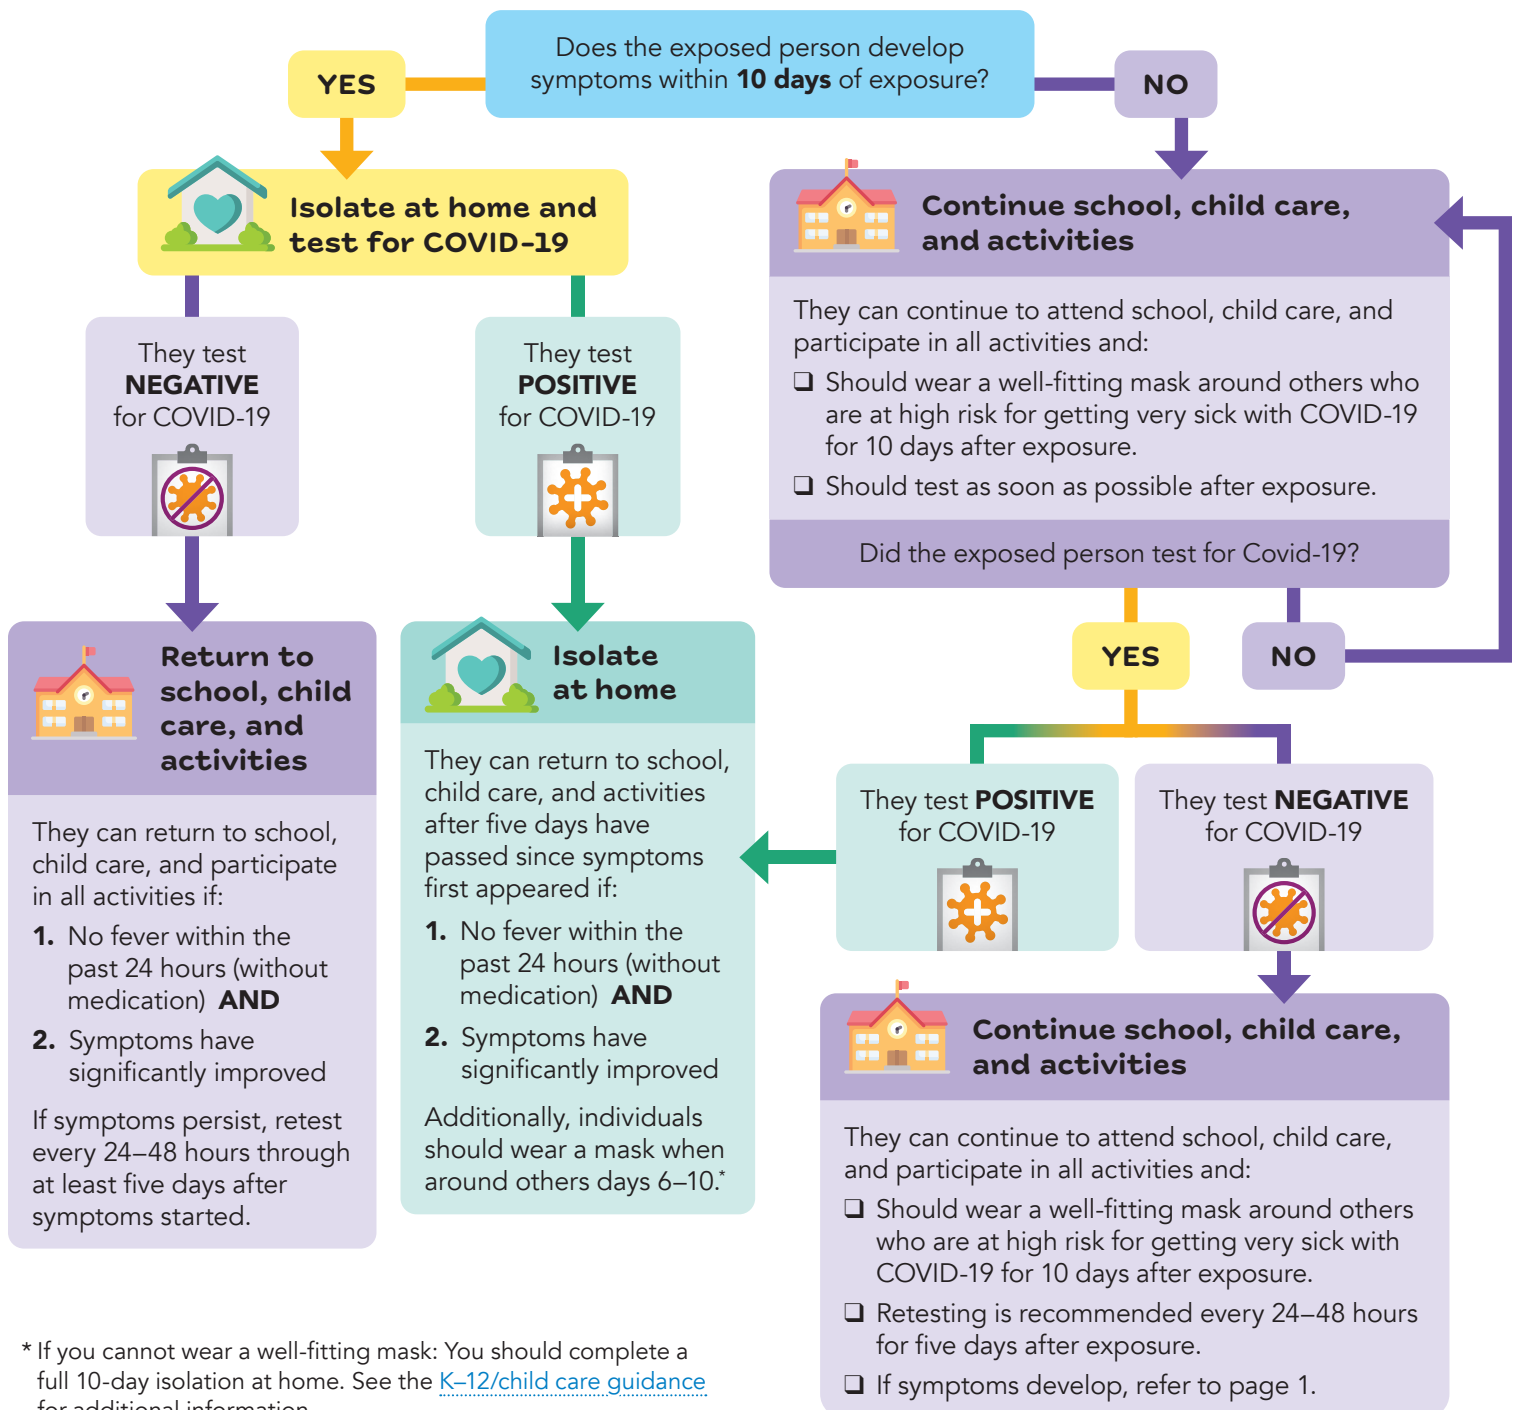 Does the exposed person develop
symptoms within 10 days of exposure?
YES
NO
Isolate at home and
test for COVID-19
They test
NEGATIVE
for COVID-19
They test
POSITIVE
for COVID-19
Return to
school, child
care, and
activities
They can return to school,
child care, and participate
in all activities if:
1. No fever within the
past 24 hours (without
medication) AND
2. Symptoms have
significantly improved
If symptoms persist, retest
every 24–48 hours through
at least five days after
symptoms started.
Isolate
at home
They can return to school,
child care, and activities
after five days have
passed since symptoms
first appeared if:
1. No fever within the
past 24 hours (without
medication) AND
2. Symptoms have
significantly improved
Additionally, individuals
should wear a mask when
around others days 6–10.*
Continue school, child care,
and activities
They can continue to attend school, child care, and
participate in all activities and:
❑ Should wear a well-fitting mask around others who
are at high risk for getting very sick with COVID-19
for 10 days after exposure.
❑ Should test as soon as possible after exposure.
Did the exposed person test for Covid-19?
YES
NO
They test POSITIVE
for COVID-19
They test NEGATIVE
for COVID-19
Continue school, child care,
and activities
They can continue to attend school, child care,
and participate in all activities and:
❑ Should wear a well-fitting mask around others
who are at high risk for getting very sick with
COVID-19 for 10 days after exposure.
❑ Retesting is recommended every 24–48 hours
for five days after exposure.
❑ If symptoms develop, refer to page 1.
* If you cannot wear a well-fitting mask: You should complete a
full 10-day isolation at home. See the K–12/child care guidance
for additional information